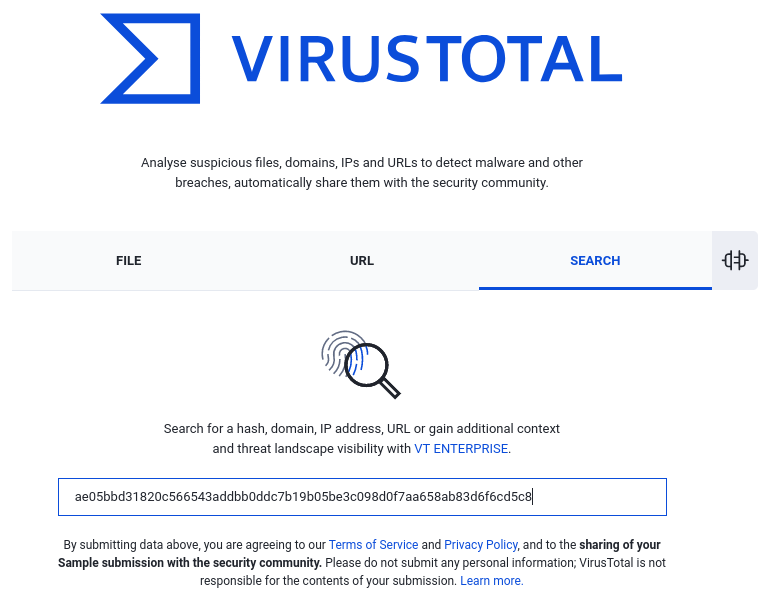 VIRUSTOTAL
Analyse suspicious files, domains, IPs and URLs to detect malware and other
breaches, automatically share them with the security community.
FILE URL SEARCH
Search for a hash, domain, IP address, URL or gain additional context
and threat landscape visibility with VT ENTERPRISE.
ae05bbd31820c566543addbb0ddc7b19b05be3c098d0f7aa658ab83d6f6cd5c8
By submitting data above, you are agreeing to our Terms of Service and Privacy Policy, and to the sharing of your
Sample submission with the security community. Please do not submit any personal information; VirusTotal is not
responsible for the contents of your submission. Learn more.